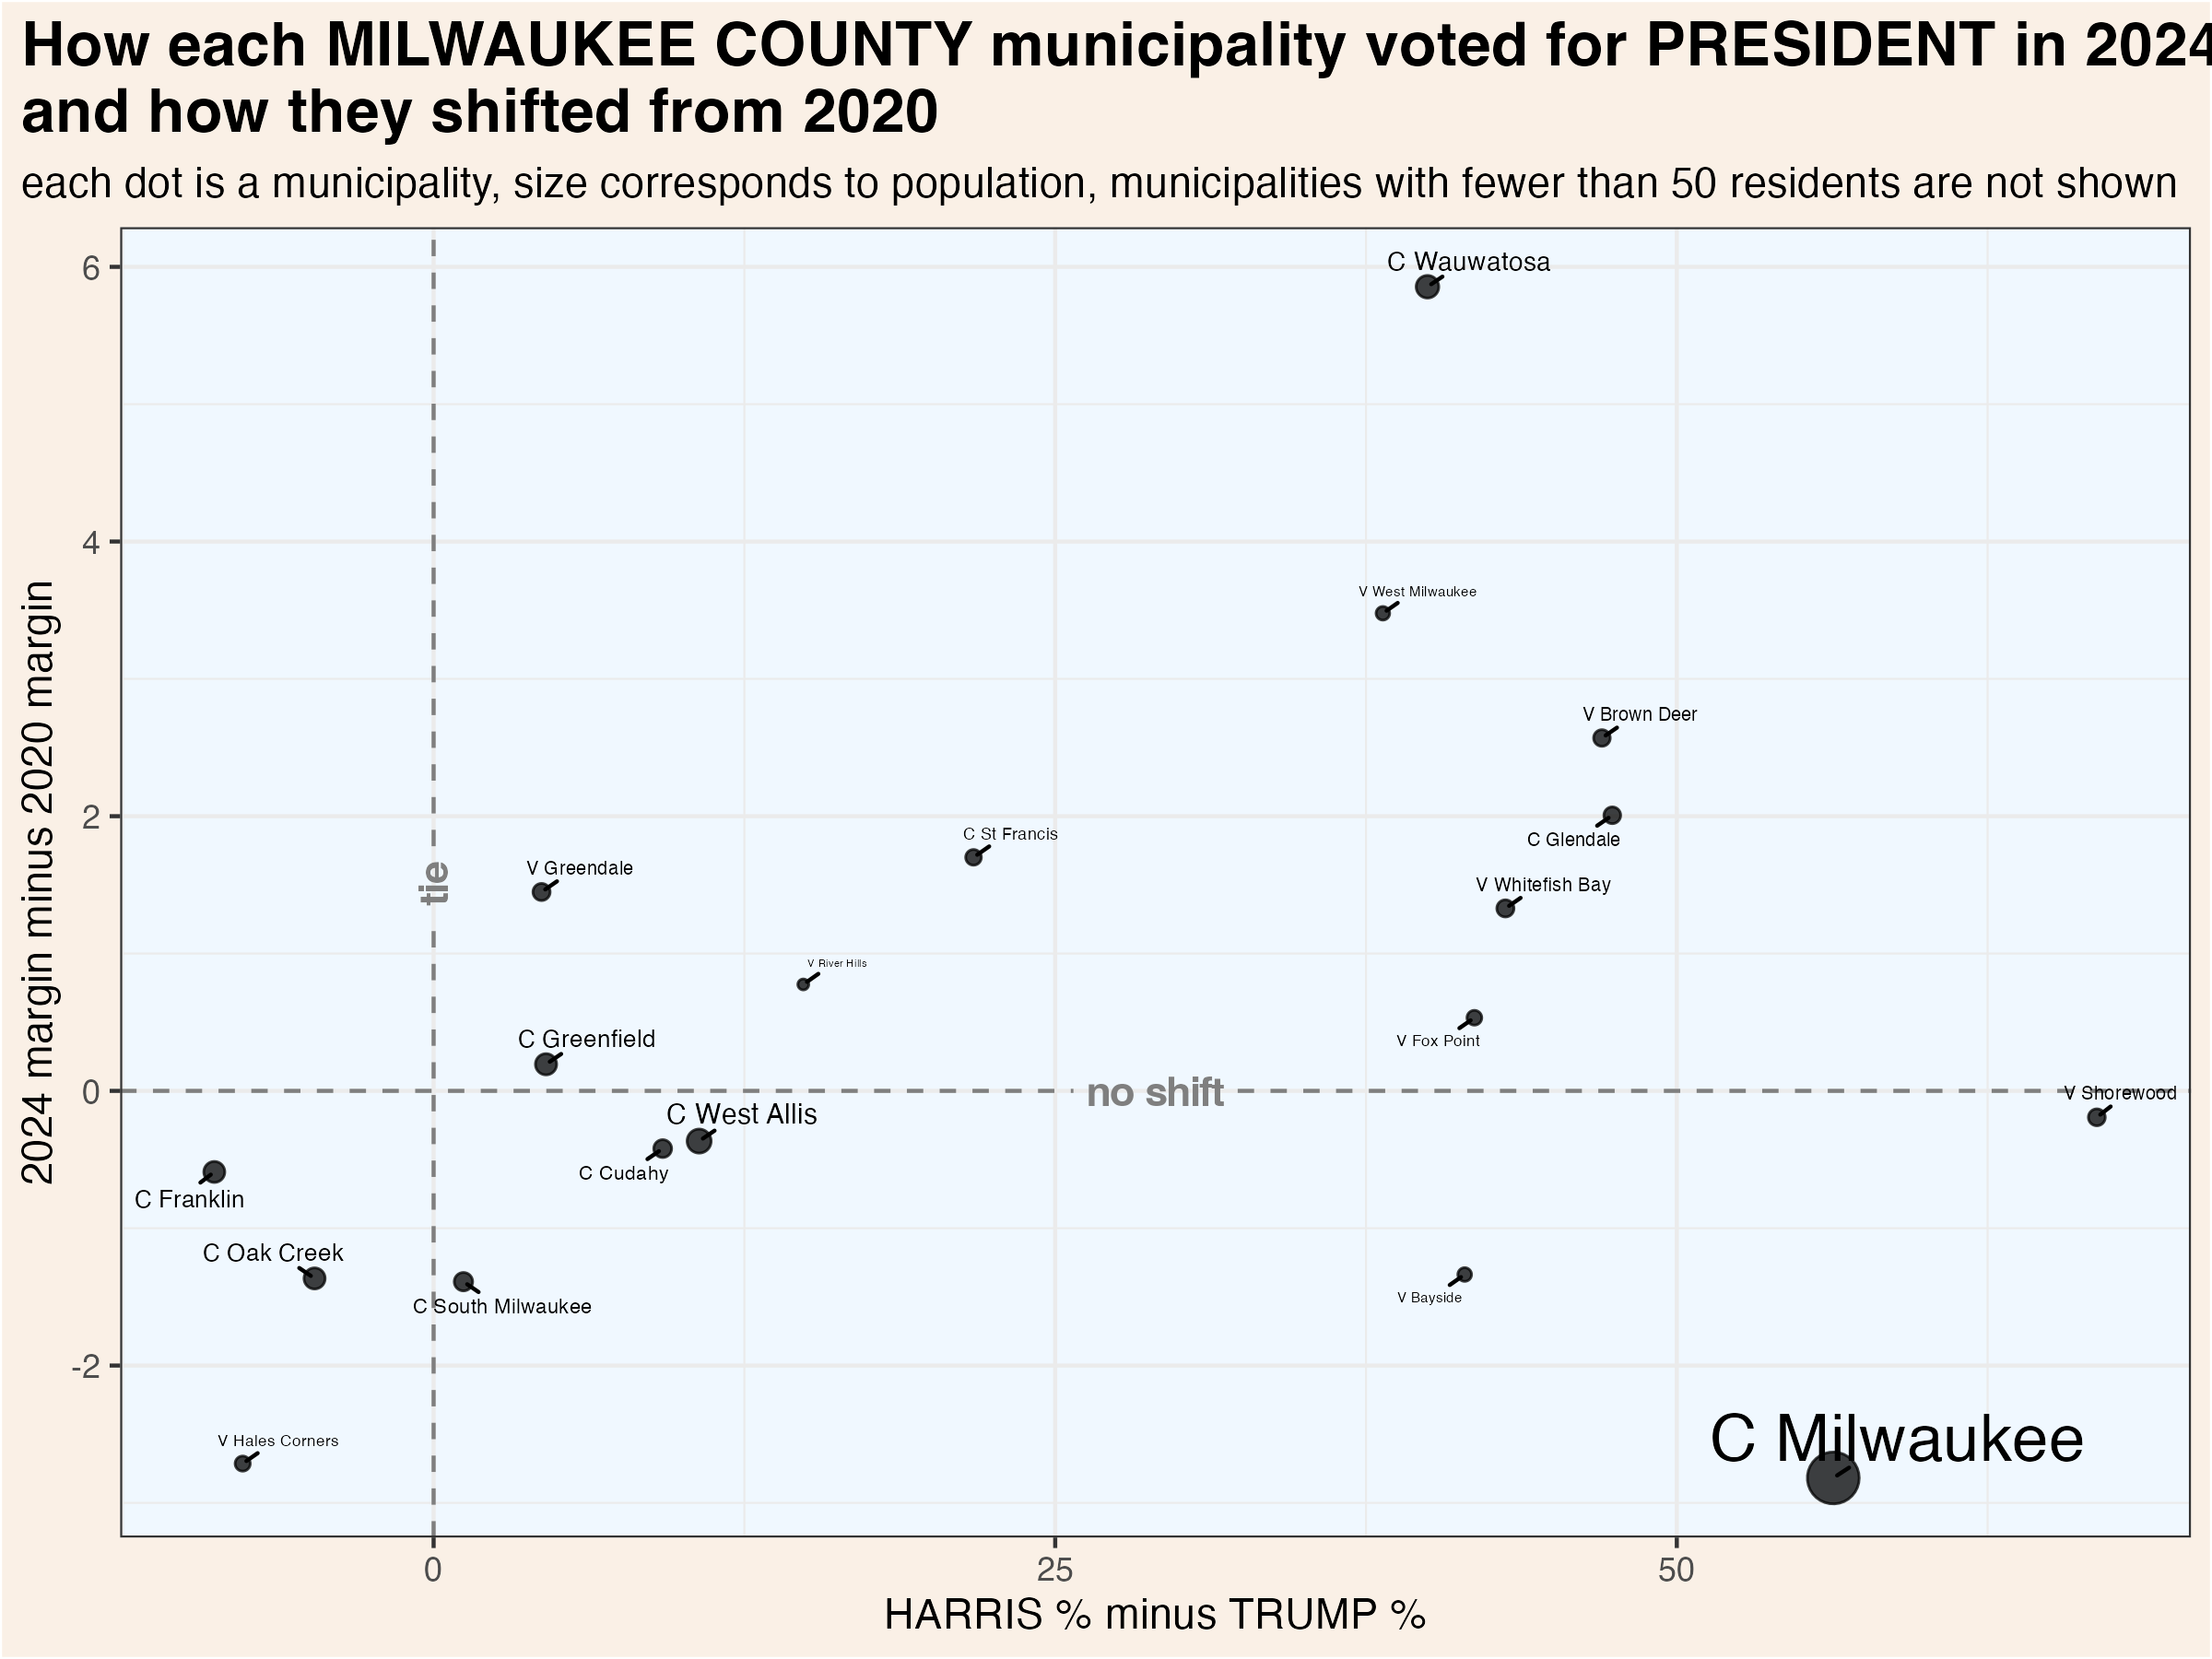 How each MILWAUKEE COUNTY municipality voted for PRESIDENT in 2024
and how they shifted from 2020
each dot is a municipality, size corresponds to population, municipalities with fewer than 50 residents are not shown
2024 margin minus 2020 margin
6
4
2
0
-2
C Wauwatosa
V West Milwaukee
V Brown Deer
C Glendale
C St Francis
V Greendale
tie
V Whitefish Bay
V River Hills
C Greenfield
V Fox Point
no shift
V Shorewood
C West Allis
C Cudahy
C Franklin
C Oak Creek
C South Milwaukee
V Bayside
V Hales Corners
C Milwaukee
0
25
50
HARRIS % minus TRUMP %